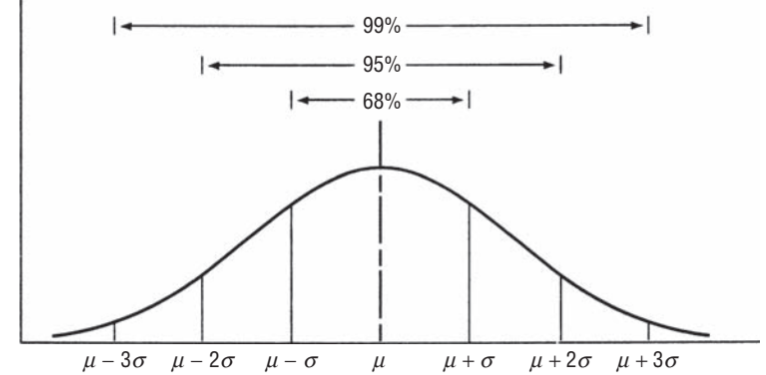 99%
95%
68%
μ − 3σ μ − 2σ μ − σ μ μ + σ μ + 2σ μ + 3σ